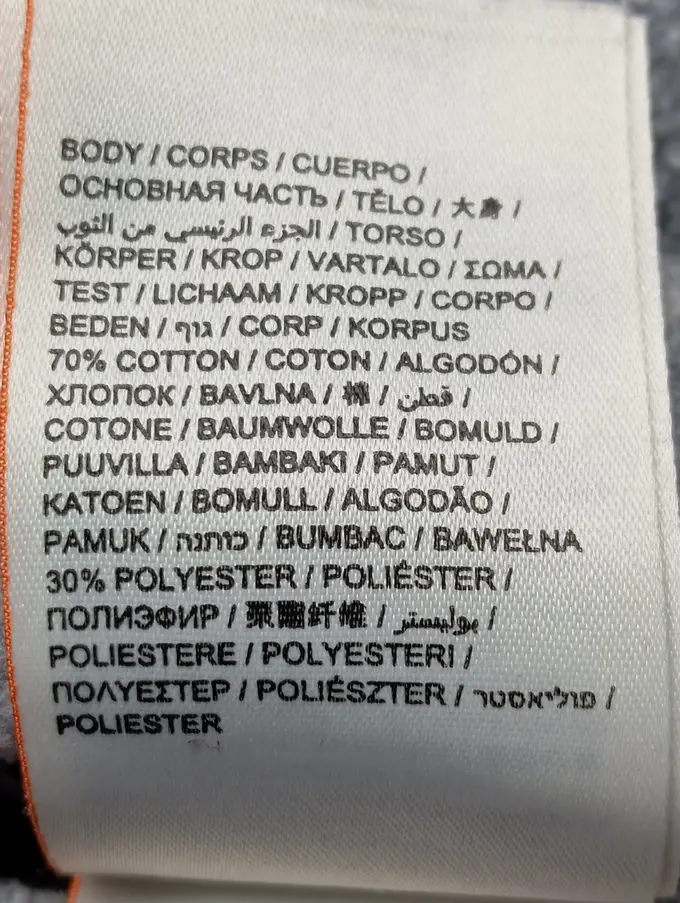 BODY / CORPS / CUERPO /
ОСНОВНАЯ ЧАСТЬ / TĚLO / 大身 /
الجزء الرئيسي من الثوب / TORSO /
KÖRPER / KROP / VARTALO / ΣΩΜΑ /
TEST / LICHAAM / KROPP / CORPO /
BEDEN / גוף / CORP / KORPUS
70% COTTON / COTON / ALGODÓN /
ХЛОПОК / BAVLNA / 棉 / قطن /
COTONE / BAUMWOLLE / BOMULD /
PUUVILLA / BAMBAKI / PAMUT /
KATOEN / BOMULL / ALGODÃO /
PAMUK / כותנה / BUMBAC / BAWEŁNA
30% POLYESTER / POLIÉSTER /
ПОЛИЭФИР / 聚酯纤维 / بوليستر /
POLIESTERE / POLYESTERI /
ΠΟΛΥΕΣΤΕΡ / POLIÉSZTER / פוליאסטר /
POLIESTER